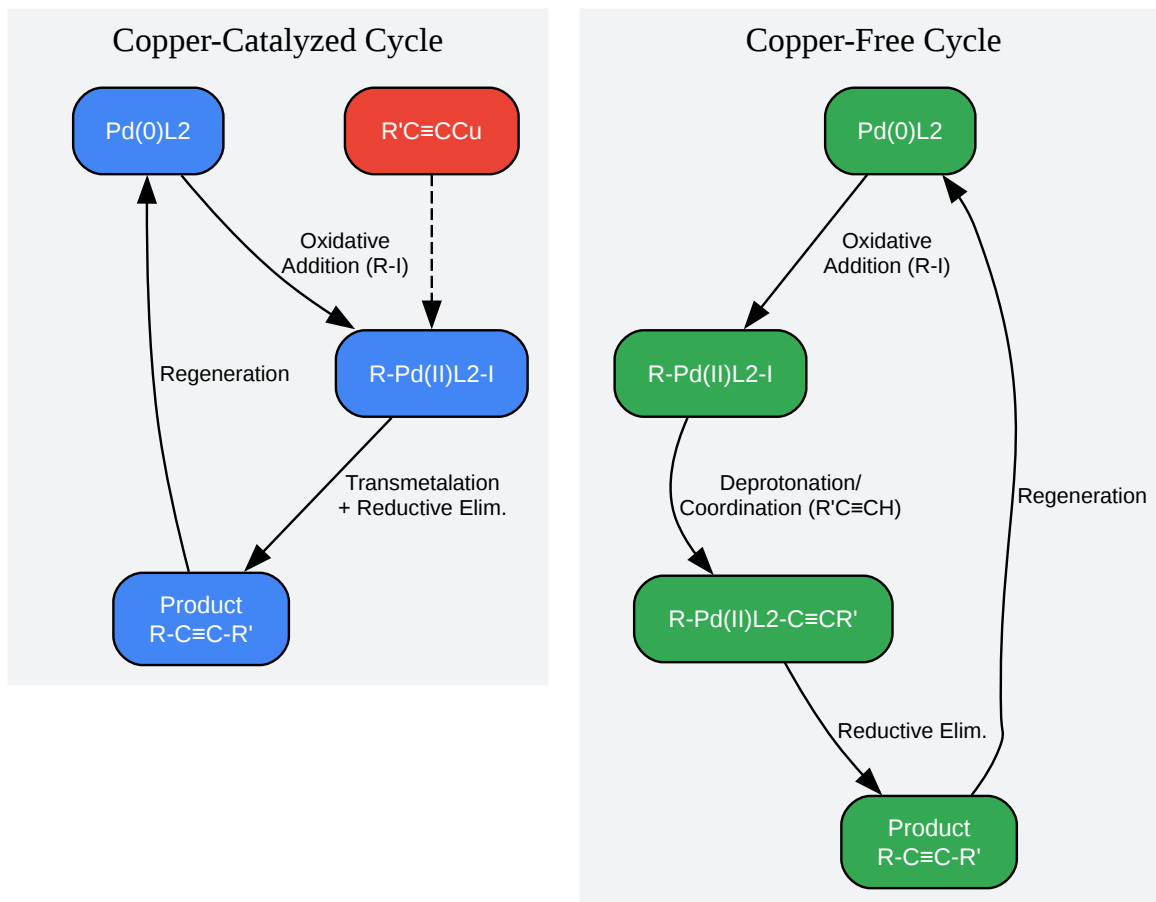 Copper-Catalyzed Cycle
Pd(0)L2
R'C≡CCu
Oxidative
Addition (R-I)
R-Pd(II)L2-I
Regeneration
Transmetalation
+ Reductive Elim.
Product
R-C≡C-R'
Copper-Free Cycle
Pd(0)L2
Oxidative
Addition (R-I)
R-Pd(II)L2-I
Deprotonation/
Coordination (R'C≡CH)
Regeneration
R-Pd(II)L2-C≡CR'
Reductive Elim.
Product
R-C≡C-R'